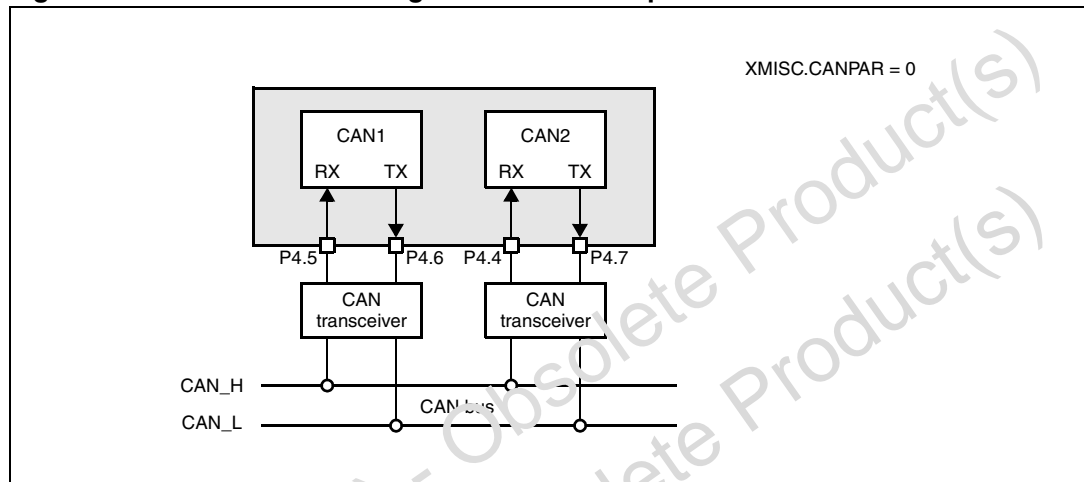 XMISC.CANPAR = 0
CAN1
CAN2
RX TX
RX TX
P4.5
P4.6
P4.4
P4.7
CAN
transceiver
CAN
transceiver
CAN_H
CAN bus
CAN_L
Obsolete Product(s) - Obsolete Product(s)